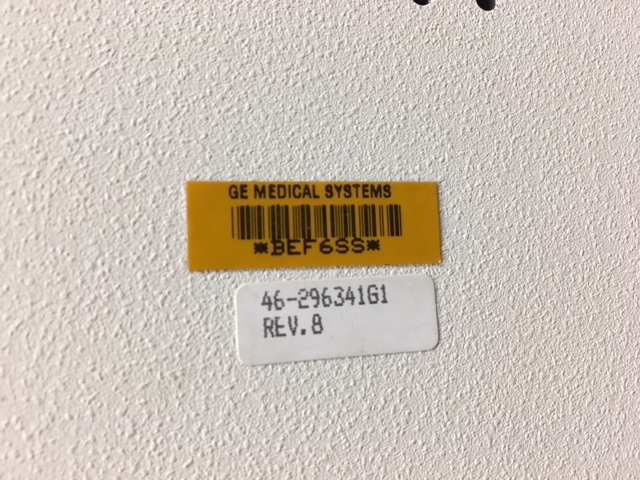 GE MEDICAL SYSTEMS
*BEF6SS*
46-296341G1
REV.8